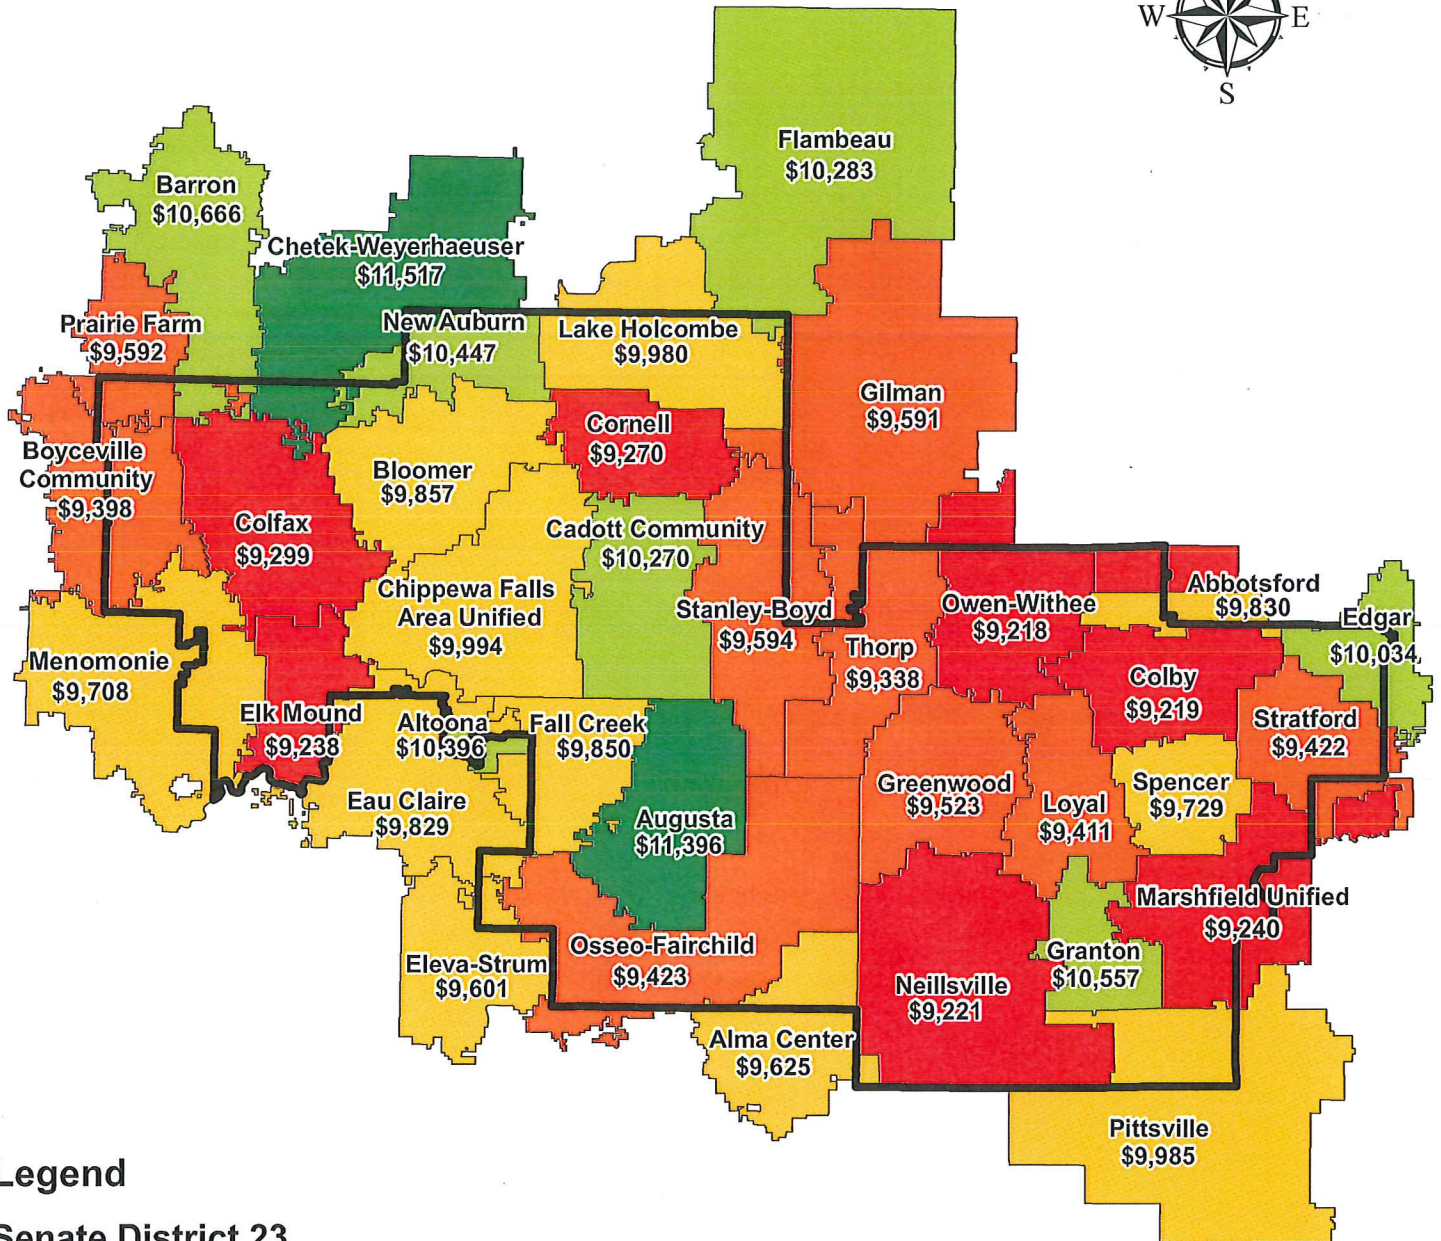 W
E
S
Flambeau
$10,283
Barron
$10,666
Chetek-Weyerhaeuser
$11,517
Prairie Farm
$9,592
New Auburn
$10,447
Lake Holcombe
$9,980
Gilman
$9,591
Cornell
$9,270
Boyceville
Community
$9,398
Bloomer
$9,857
Colfax
$9,299
Cadott Community
$10,270
Chippewa Falls
Area Unified
$9,994
Stanley-Boyd
$9,594
Thorp
$9,338
Owen-Withee
$9,218
Abbotsford
$9,830
Edgar
$10,034
Menomonie
$9,708
Colby
$9,219
Elk Mound
$9,238
Altoona
$10,396
Fall Creek
$9,850
Stratford
$9,422
Eau Claire
$9,829
Augusta
$11,396
Greenwood
$9,523
Loyal
$9,411
Spencer
$9,729
Marshfield Unified
$9,240
Eleva-Strum
$9,601
Osseo-Fairchild
$9,423
Neillsville
$9,221
Granton
$10,557
Alma Center
$9,625
Pittsville
$9,985
Legend
Senate District 23